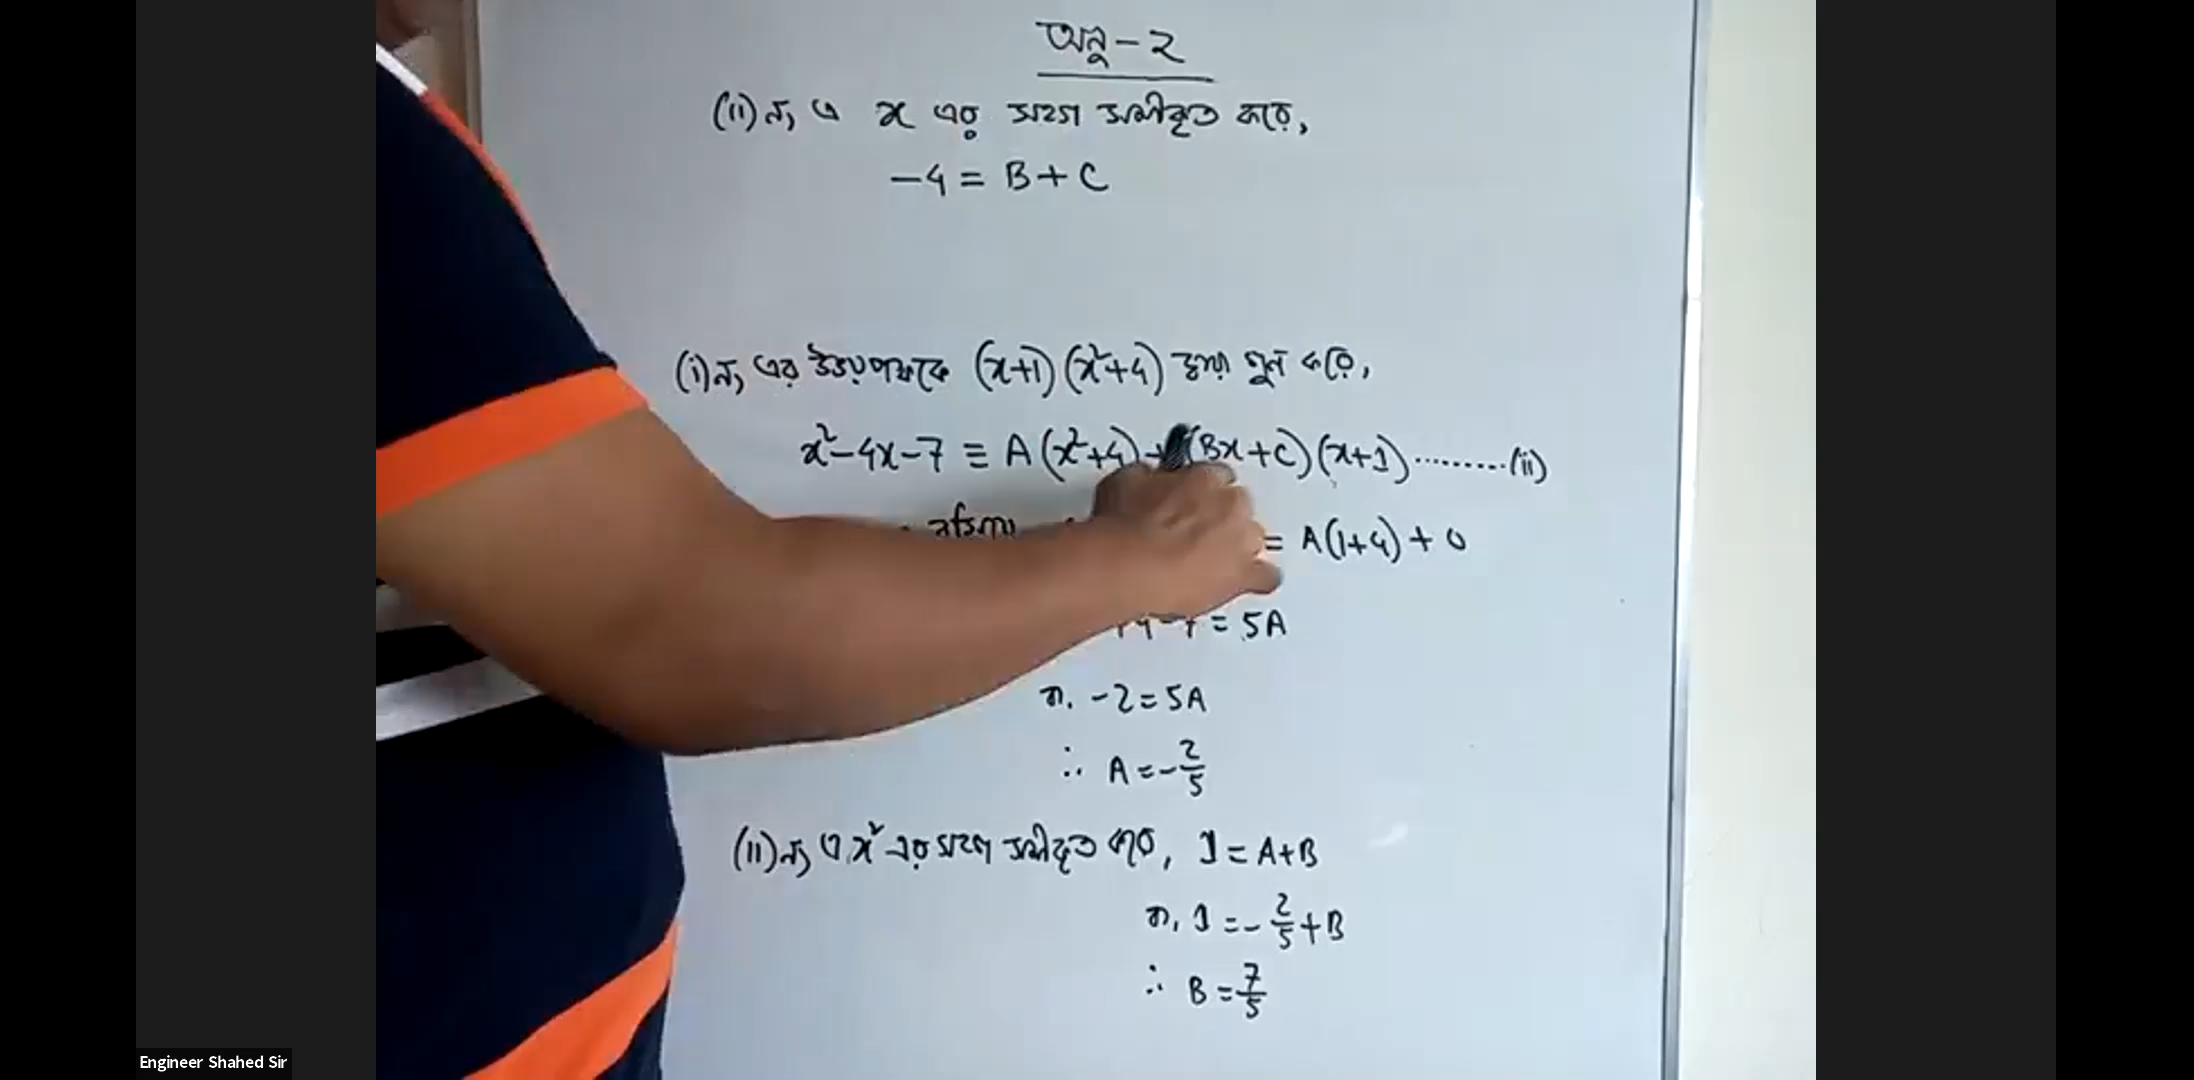 অনু-২
(ii) নং এ x এর সহগ সমীকৃত করে,
-4 = B + C
(i) নং এর উভয়পক্ষকে (x+1) (x²+4) দ্বারা গুন করে,
x²-4x-7 ≡ A(x²+4) + (Bx+C)(x+1) .........(ii)
= A(1+4) + 0
= 5A
বা, -2 = 5A
∴ A = -2/5
(ii) নং এ x² এর সহগ সমীকৃত করে, 1 = A+B
বা, 1 = -2/5 + B
∴ B = 7/5
Engineer Shahed Sir